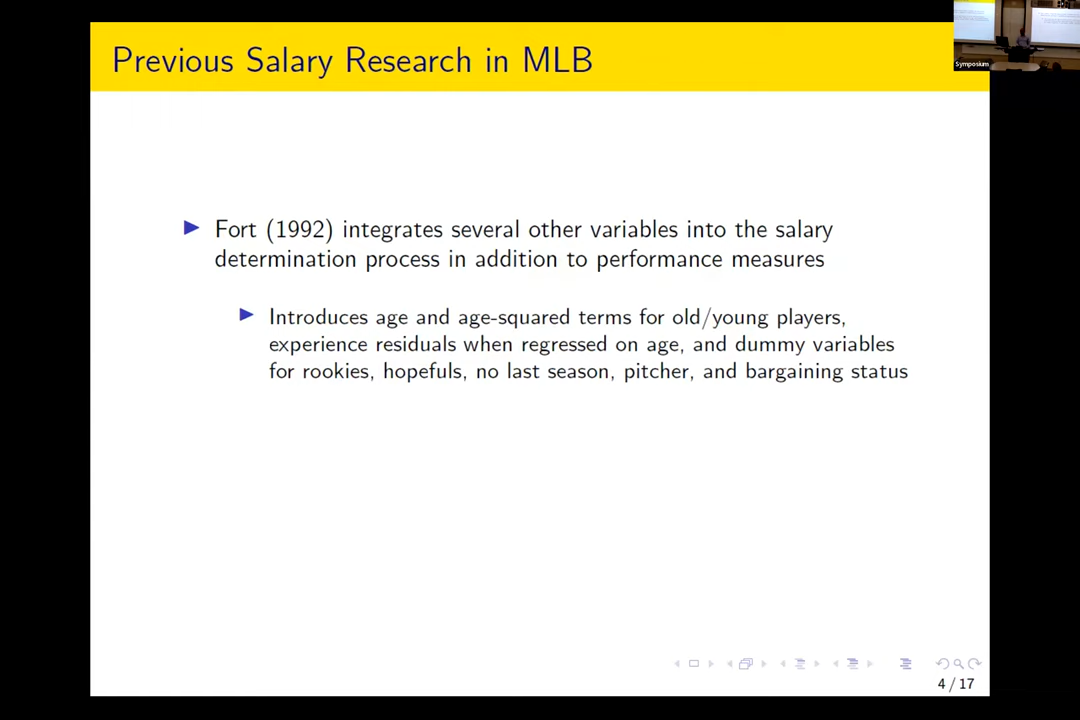 Previous Salary Research in MLB
Symposium
Fort (1992) integrates several other variables into the salary
determination process in addition to performance measures
Introduces age and age-squared terms for old/young players,
experience residuals when regressed on age, and dummy variables
for rookies, hopefuls, no last season, pitcher, and bargaining status
4 / 17